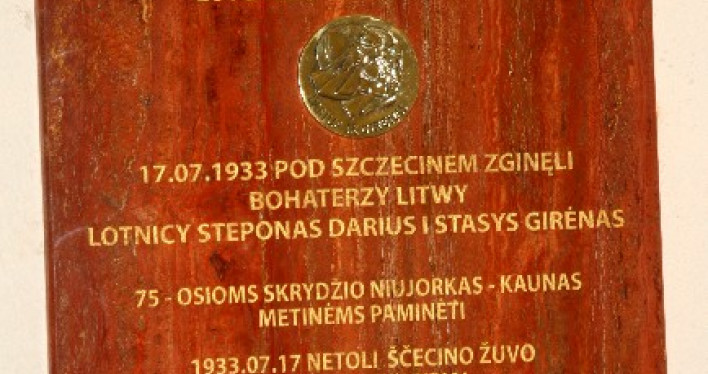 17.07.1933 POD SZCZECINEM ZGINĘLI
BOHATERZY LITWY
LOTNICY STEPONAS DARIUS I STASYS GIRĖNAS
75 - OSIOMS SKRYDŽIO NIUJORKAS - KAUNAS
METINĖMS PAMINĖTI
1933.07.17 NETOLI ŠČECINO ŽUVO